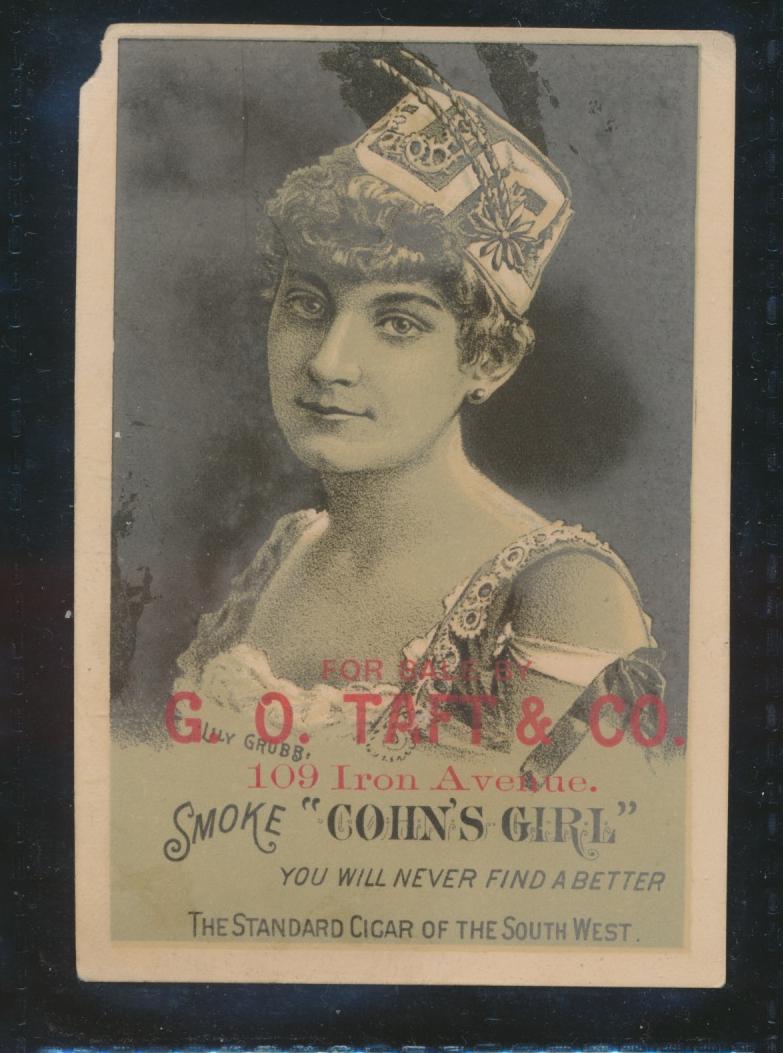 FOR SALE BY
G. O. TAFT & CO.
LILY GRUBB.
109 Iron Avenue.
SMOKE "COHN'S GIRL"
YOU WILL NEVER FIND A BETTER
THE STANDARD CIGAR OF THE SOUTH WEST.